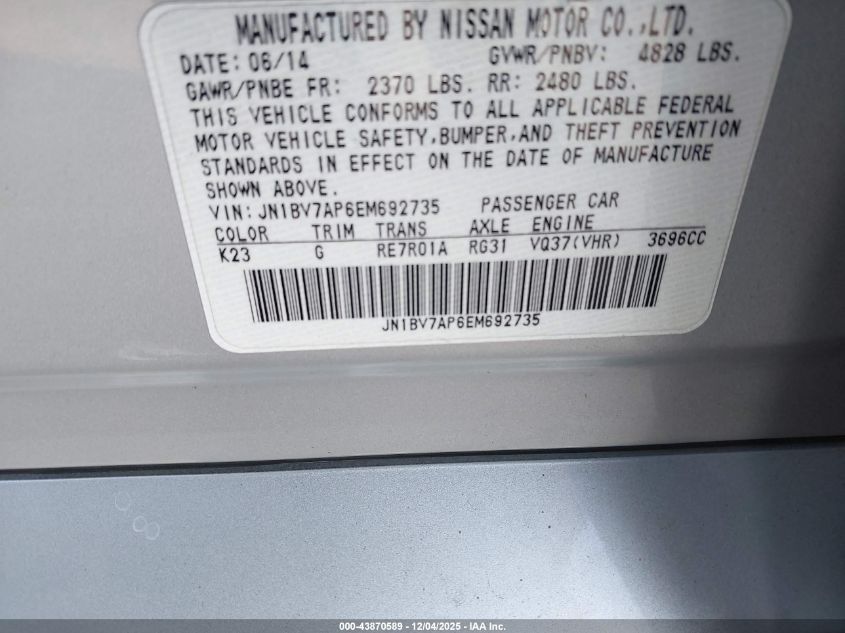 MANUFACTURED BY NISSAN MOTOR CO.,LTD.
DATE: 06/14 GVWR/PNBV: 4828 LBS.
GAWR/PNBE FR: 2370 LBS. RR: 2480 LBS.
THIS VEHICLE CONFORMS TO ALL APPLICABLE FEDERAL
MOTOR VEHICLE SAFETY,BUMPER,AND THEFT PREVENTION
STANDARDS IN EFFECT ON THE DATE OF MANUFACTURE
SHOWN ABOVE.
VIN: JN1BV7AP6EM692735 PASSENGER CAR
COLOR TRIM TRANS AXLE ENGINE
K23 G RE7R01A RG31 VQ37(VHR) 3696CC
JN1BV7AP6EM692735
000-43870589 - 12/04/2025 - IAA Inc.